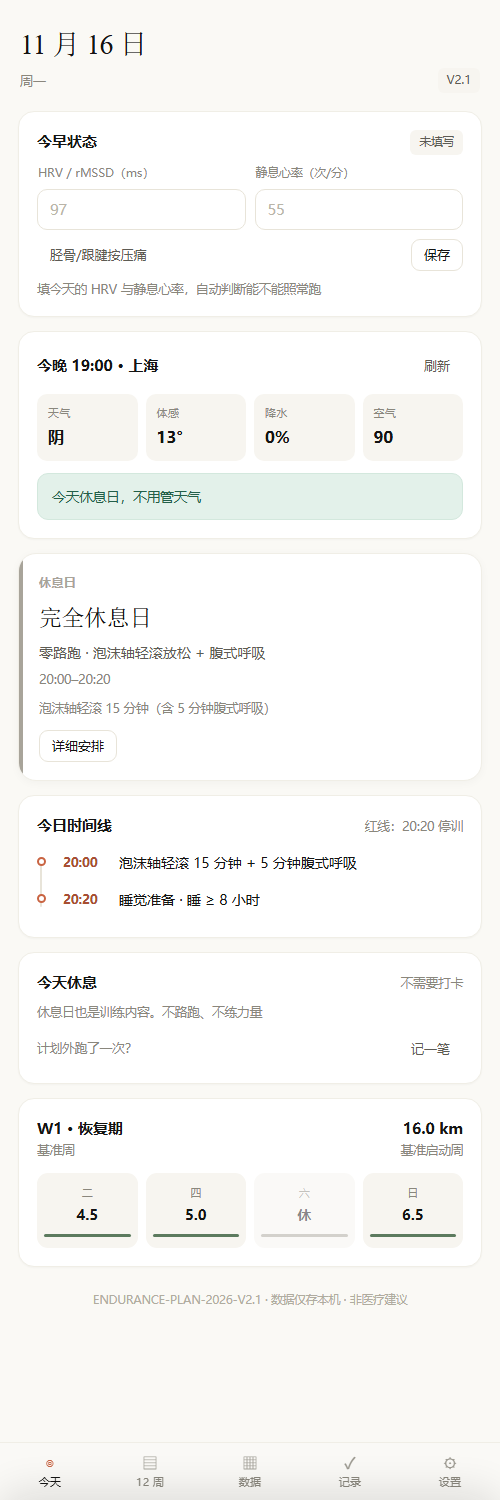 11 月 16 日
周一
V2.1
今早状态
未填写
HRV / rMSSD（ms）
静息心率（次/分）
97
55
胫骨/跟腱按压痛
保存
填今天的 HRV 与静息心率，自动判断能不能照常跑
今晚 19:00 • 上海
刷新
天气
体感
降水
空气
阴
13°
0%
90
今天休息日，不用管天气
休息日
完全休息日
零路跑 · 泡沫轴轻滚放松 + 腹式呼吸
20:00–20:20
泡沫轴轻滚 15 分钟（含 5 分钟腹式呼吸）
详细安排
今日时间线
红线：20:20 停训
20:00 泡沫轴轻滚 15 分钟 + 5 分钟腹式呼吸
20:20 睡觉准备 · 睡 ≥ 8 小时
今天休息
不需要打卡
休息日也是训练内容。不路跑、不练力量
计划外跑了一次？
记一笔
W1 • 恢复期
16.0 km
基准周
基准启动周
二
四
六
日
4.5
5.0
休
6.5
ENDURANCE-PLAN-2026-V2.1 · 数据仅存本机 · 非医疗建议
今天
12 周
数据
记录
设置